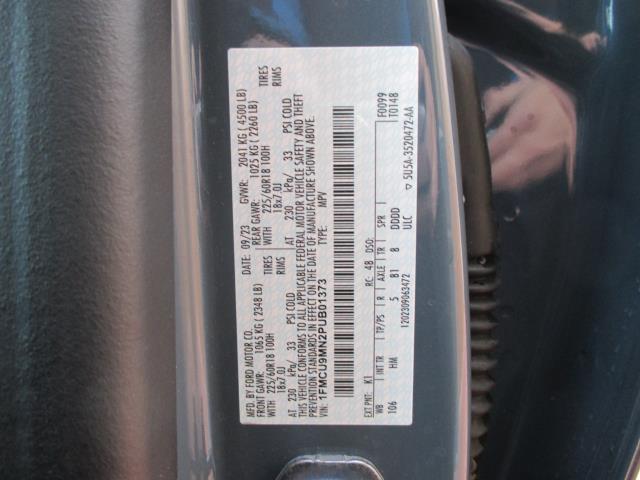 MFD. BY FORD MOTOR CO.
DATE: 09/23 GVWR: 2041 KG ( 4500 LB)
FRONT GAWR: 1065 KG ( 2348 LB) REAR GAWR: 1025 KG ( 2260 LB)
WITH 225/60R18 100H TIRES WITH 225/60R18 100H TIRES
18x7.0J RIMS 18x7.0J RIMS
AT 230 kPa/ 33 PSI COLD AT 230 kPa/ 33 PSI COLD
THIS VEHICLE CONFORMS TO ALL APPLICABLE FEDERAL MOTOR VEHICLE SAFETY AND THEFT
PREVENTION STANDARDS IN EFFECT ON THE DATE OF MANUFACTURE SHOWN ABOVE.
VIN: 1FMCU9MN2PUB01373 TYPE: MPV
F0099
T0148
EXT PNT: K1 RC: 48 DSO:
WB INT TR TP/PS R AXLE TR SPR
106 HM 5 B1 8 DDDD
ULC
1202309063472 5U5A-3520472-AA